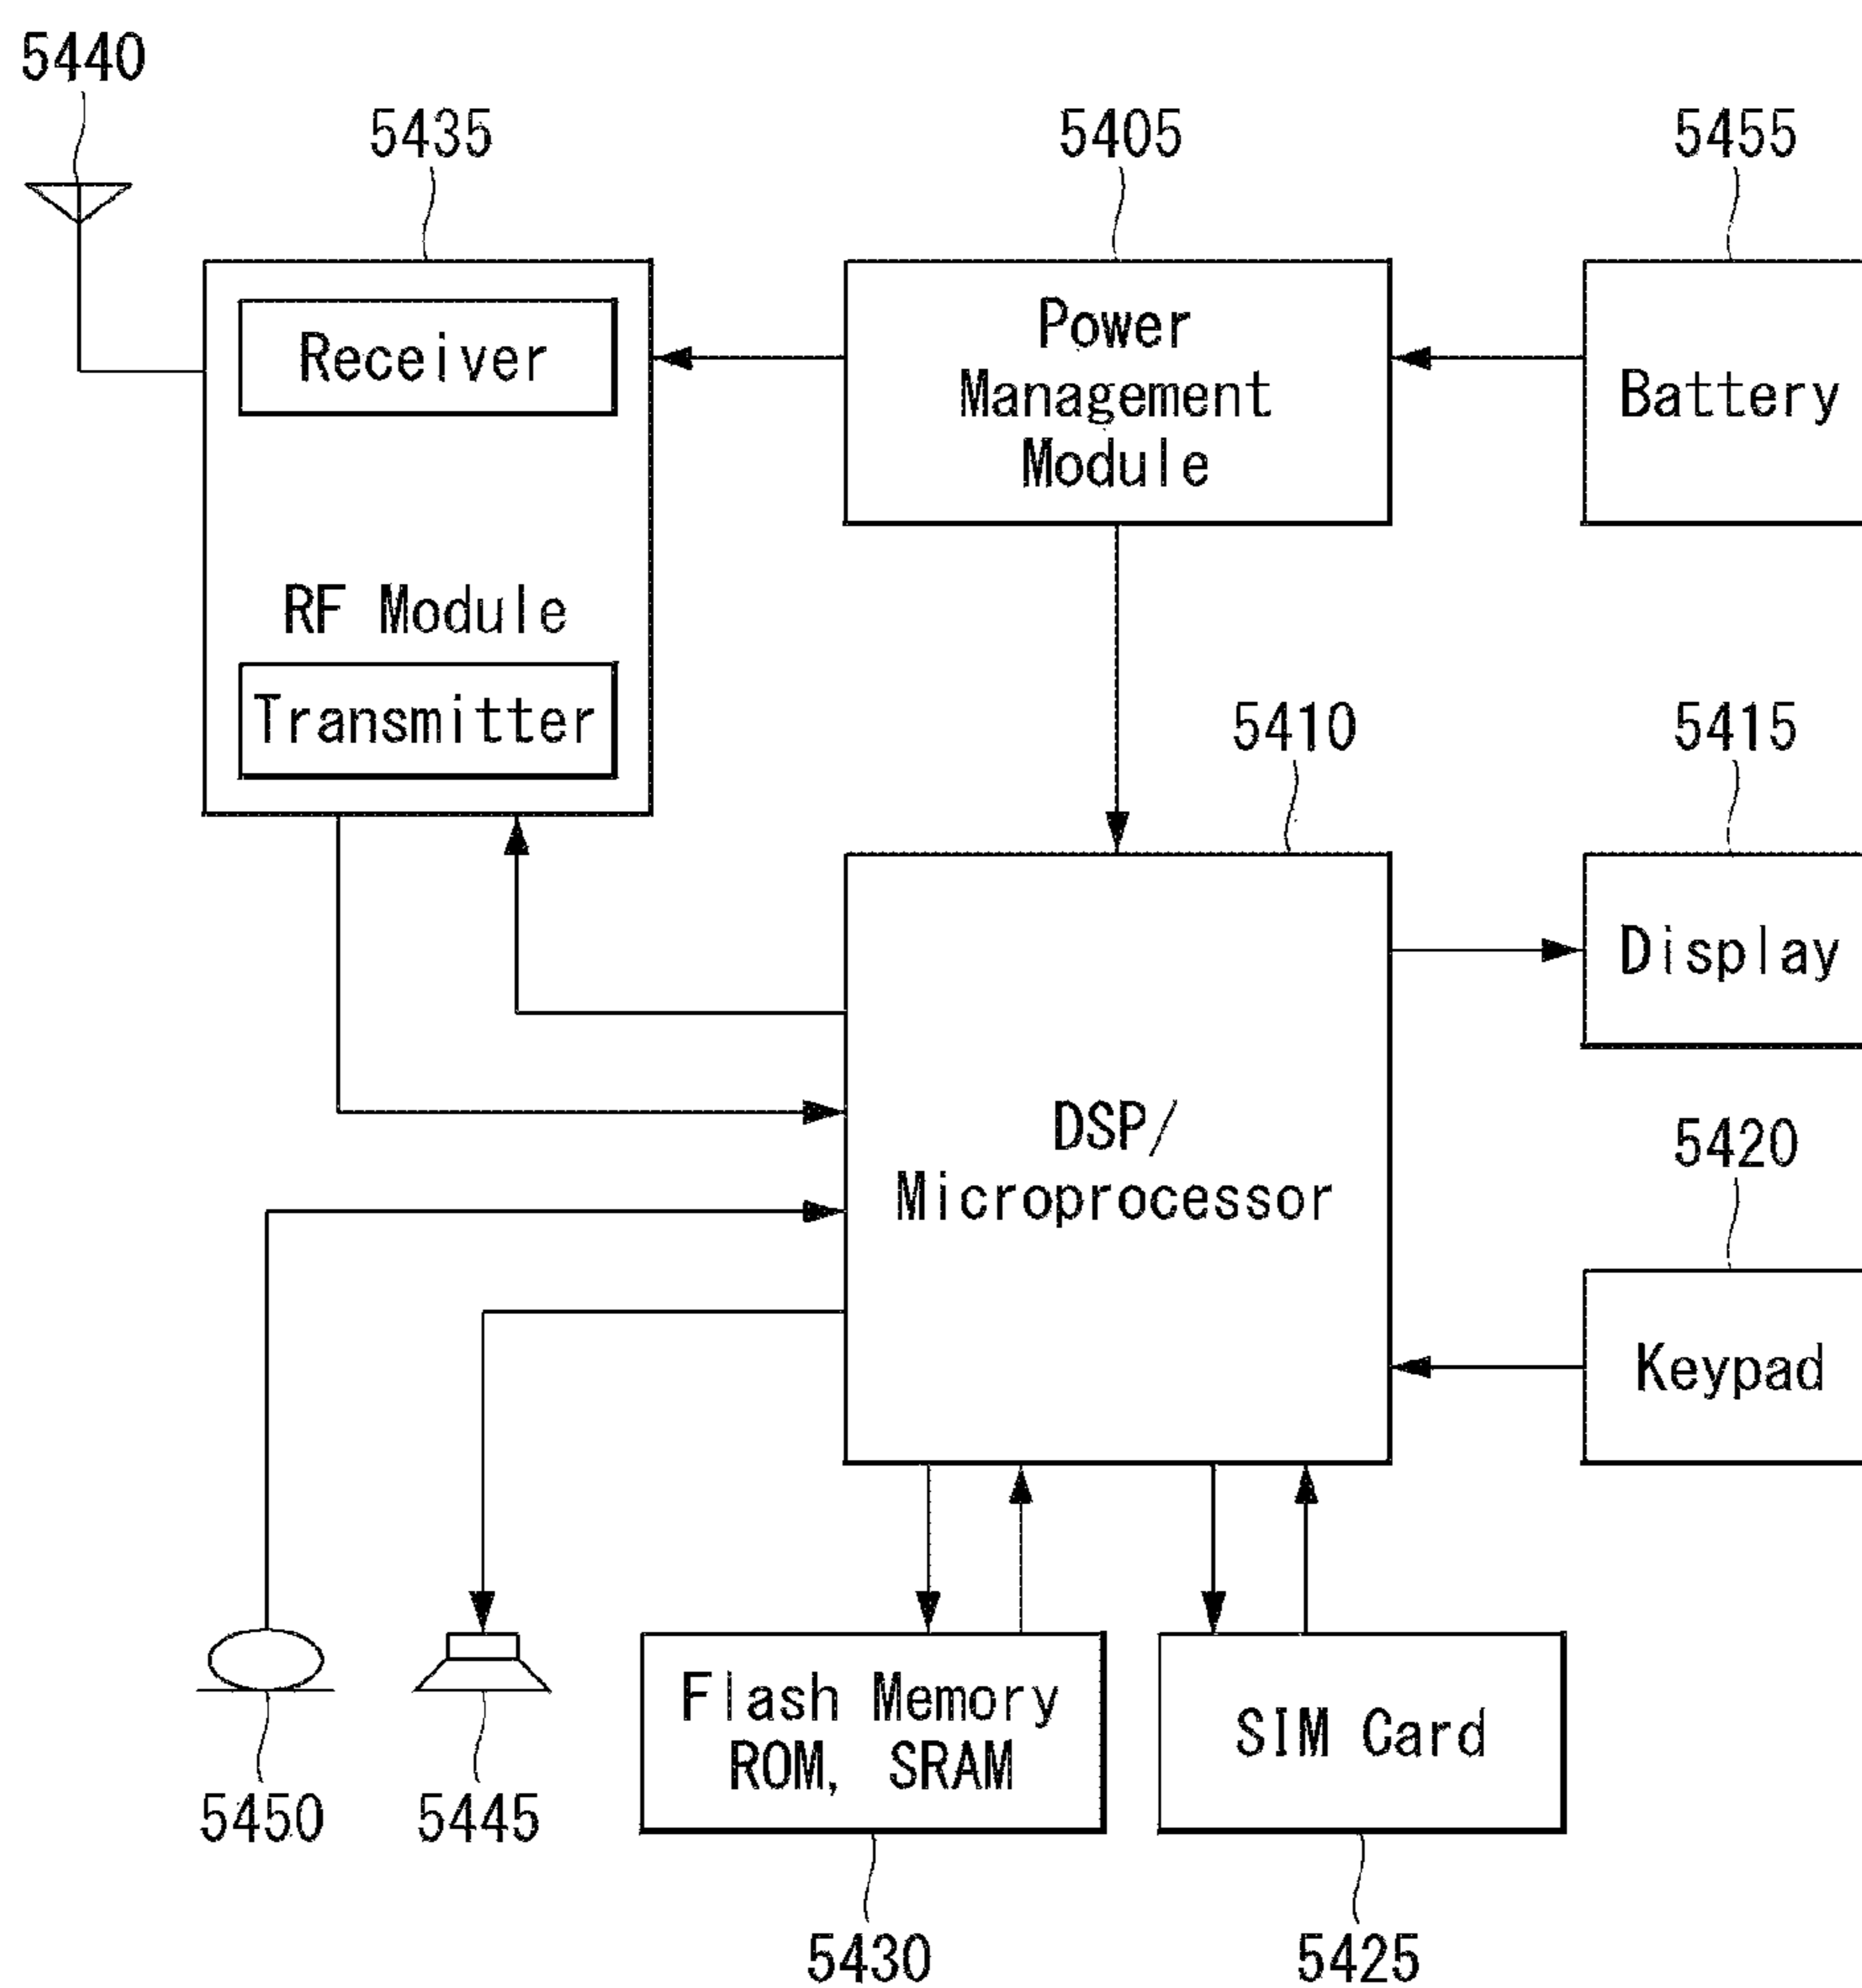 5440
5435
5405
5455
Receiver
Power
Management
Module
Battery
RF Module
Transmitter
5410
5415
Display
DSP/
Microprocessor
5420
Keypad
Flash Memory
ROM, SRAM
SIM Card
5450
5445
5430
5425